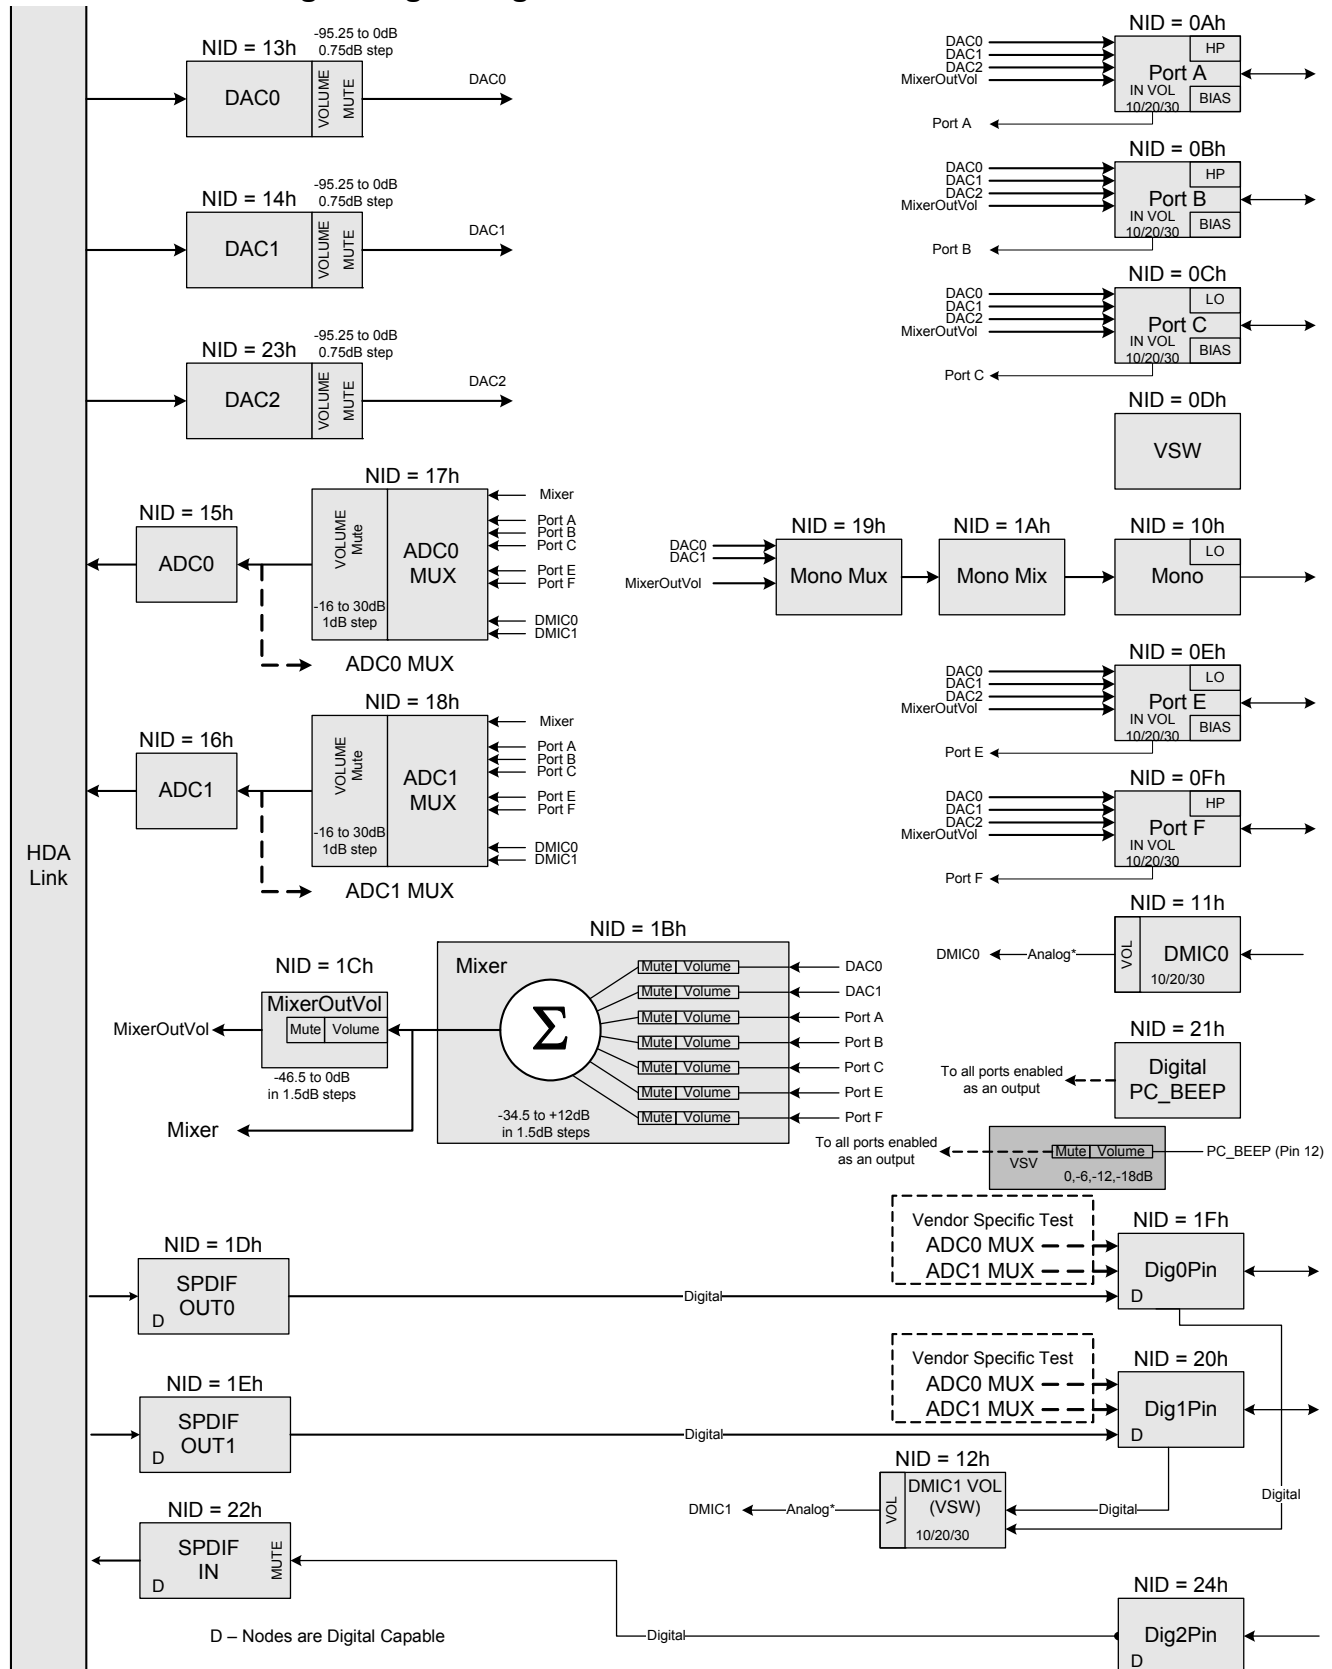 HDA
Link
NID = 13h
-95.25 to 0dB
0.75dB step
DAC0
VOLUME
MUTE
DAC0
NID = 14h
-95.25 to 0dB
0.75dB step
DAC1
VOLUME
MUTE
DAC1
NID = 23h
-95.25 to 0dB
0.75dB step
DAC2
VOLUME
MUTE
DAC2
NID = 17h
NID = 15h
ADC0
VOLUME
Mute
-16 to 30dB
1dB step
ADC0
MUX
Mixer
Port A
Port B
Port C
Port E
Port F
DMIC0
DMIC1
ADC0 MUX
NID = 18h
NID = 16h
ADC1
VOLUME
Mute
-16 to 30dB
1dB step
ADC1
MUX
Mixer
Port A
Port B
Port C
Port E
Port F
DMIC0
DMIC1
ADC1 MUX
NID = 1Bh
Mixer
Σ
-34.5 to +12dB
in 1.5dB steps
Mute Volume
DAC0
Mute Volume
DAC1
Mute Volume
Port A
Mute Volume
Port B
Mute Volume
Port C
Mute Volume
Port E
Mute Volume
Port F
NID = 1Ch
MixerOutVol
Mute Volume
MixerOutVol
-46.5 to 0dB
in 1.5dB steps
Mixer
NID = 0Ah
DAC0
DAC1
DAC2
MixerOutVol
HP
Port A
IN VOL
10/20/30
BIAS
Port A
NID = 0Bh
DAC0
DAC1
DAC2
MixerOutVol
HP
Port B
IN VOL
10/20/30
BIAS
Port B
NID = 0Ch
DAC0
DAC1
DAC2
MixerOutVol
LO
Port C
IN VOL
10/20/30
BIAS
Port C
NID = 0Dh
VSW
NID = 19h
DAC0
DAC1
MixerOutVol
Mono Mux
NID = 1Ah
Mono Mix
NID = 10h
LO
Mono
NID = 0Eh
DAC0
DAC1
DAC2
MixerOutVol
LO
Port E
IN VOL
10/20/30
BIAS
Port E
NID = 0Fh
DAC0
DAC1
DAC2
MixerOutVol
HP
Port F
IN VOL
10/20/30
Port F
NID = 11h
DMIC0
Analog*
VOL
DMIC0
10/20/30
NID = 21h
Digital
PC_BEEP
To all ports enabled
as an output
To all ports enabled
as an output
VSV
Mute Volume
0,-6,-12,-18dB
PC_BEEP (Pin 12)
NID = 1Dh
SPDIF
OUT0
D
Digital
Vendor Specific Test
ADC0 MUX
ADC1 MUX
NID = 1Fh
Dig0Pin
D
NID = 1Eh
SPDIF
OUT1
D
Digital
Vendor Specific Test
ADC0 MUX
ADC1 MUX
NID = 20h
Dig1Pin
D
NID = 12h
DMIC1
Analog*
VOL
DMIC1 VOL
(VSW)
10/20/30
Digital
Digital
NID = 22h
SPDIF
IN
D
MUTE
Digital
NID = 24h
Dig2Pin
D
D – Nodes are Digital Capable